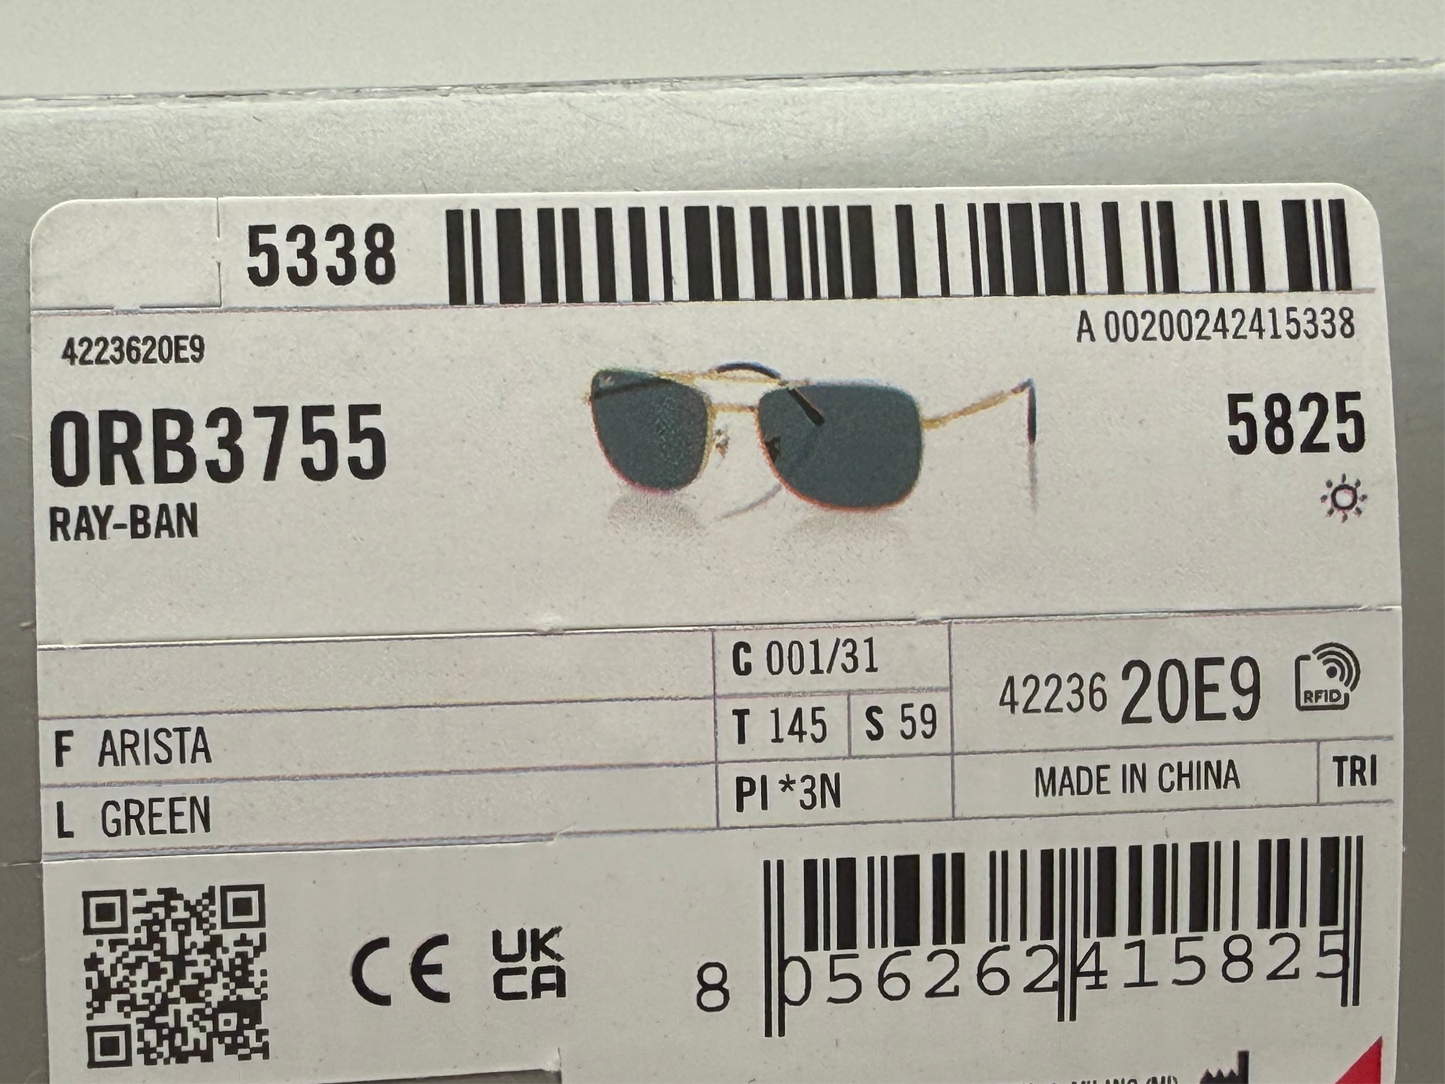 5338
A 00200242415338
4223620E9
0RB3755
RAY-BAN
5825
C 001/31
T 145 S 59
PI *3N
42236 20E9
RFID
F ARISTA
L GREEN
MADE IN CHINA
TRI
CE
UK
CA
8 056262 415825